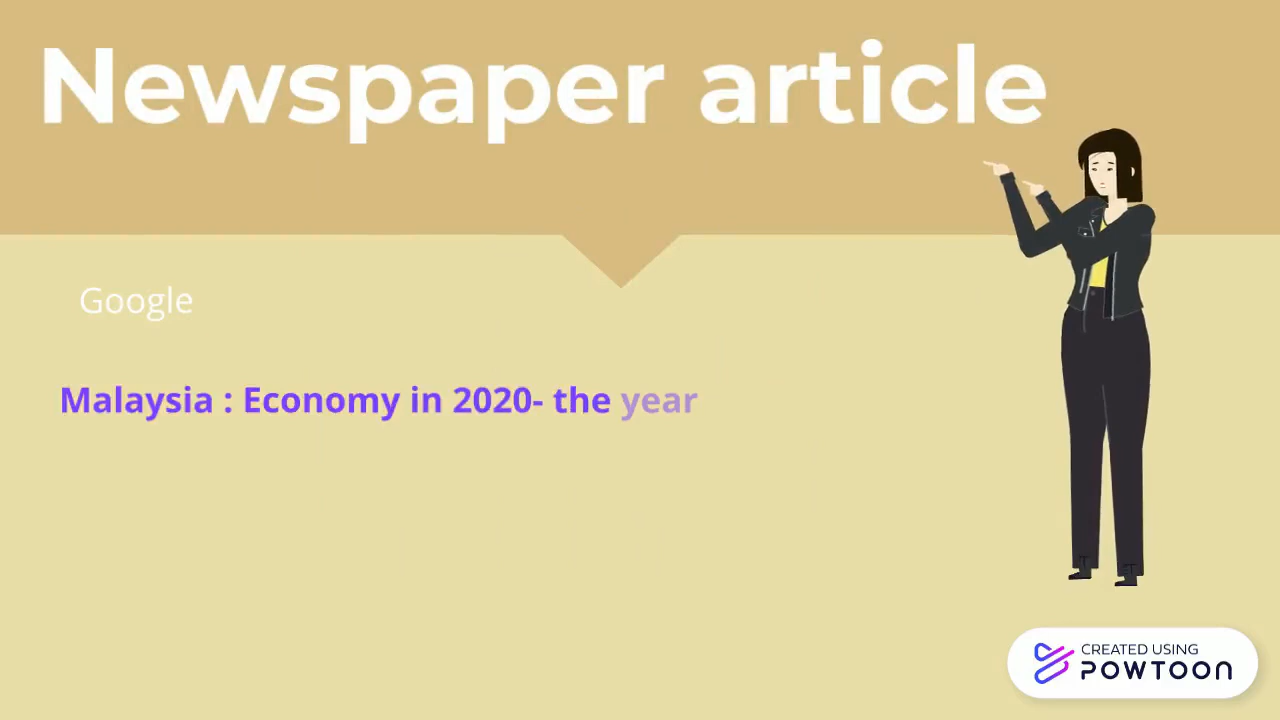 Newspaper article
Google
Malaysia : Economy in 2020- the year
CREATED USING
POWTOON